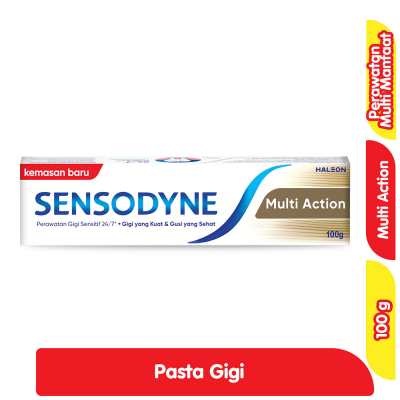 kemasan baru
HALEON
SENSODYNE
Multi Action
Perawatan Gigi Sensitif 24/7* • Gigi yang Kuat & Gusi yang Sehat
100g
Perawatan
Multi Manfaat
Multi Action
100 g
Pasta Gigi